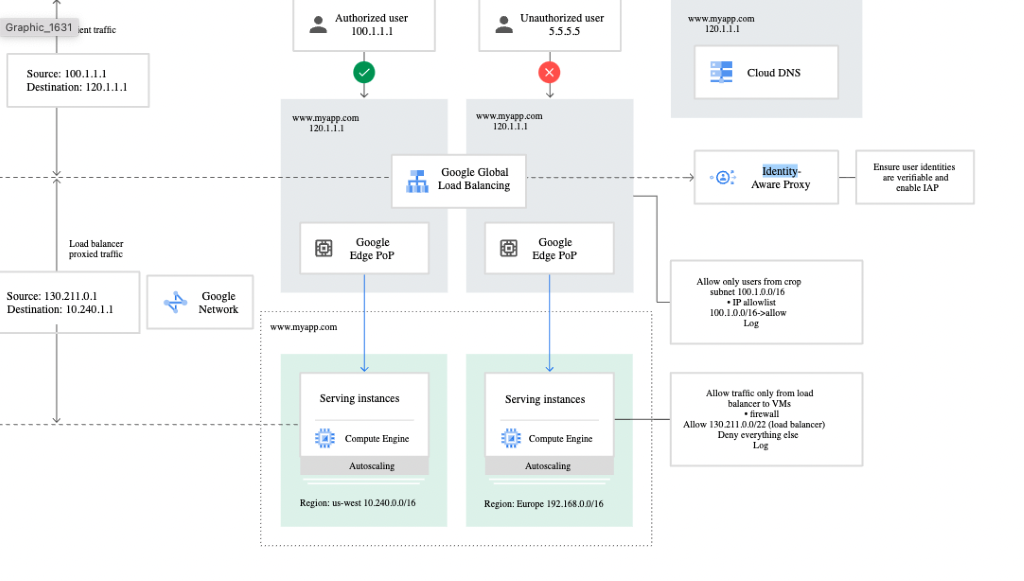 Graphic_1631
ent traffic
Source: 100.1.1.1
Destination: 120.1.1.1
Load balancer
proxied traffic
Source: 130.211.0.1
Destination: 10.240.1.1
Google
Network
Authorized user
100.1.1.1
Unauthorized user
5.5.5.5
www.myapp.com
120.1.1.1
www.myapp.com
120.1.1.1
Google Global
Load Balancing
Google
Edge PoP
Google
Edge PoP
www.myapp.com
Serving instances
Compute Engine
Autoscaling
Region: us-west 10.240.0.0/16
Serving instances
Compute Engine
Autoscaling
Region: Europe 192.168.0.0/16
www.myapp.com
120.1.1.1
Cloud DNS
Identity-
Aware Proxy
Ensure user identities
are verifiable and
enable IAP
Allow only users from crop
subnet 100.1.0.0/16
• IP allowlist
100.1.0.0/16->allow
Log
Allow traffic only from load
balancer to VMs
• firewall
Allow 130.211.0.0/22 (load balancer)
Deny everything else
Log